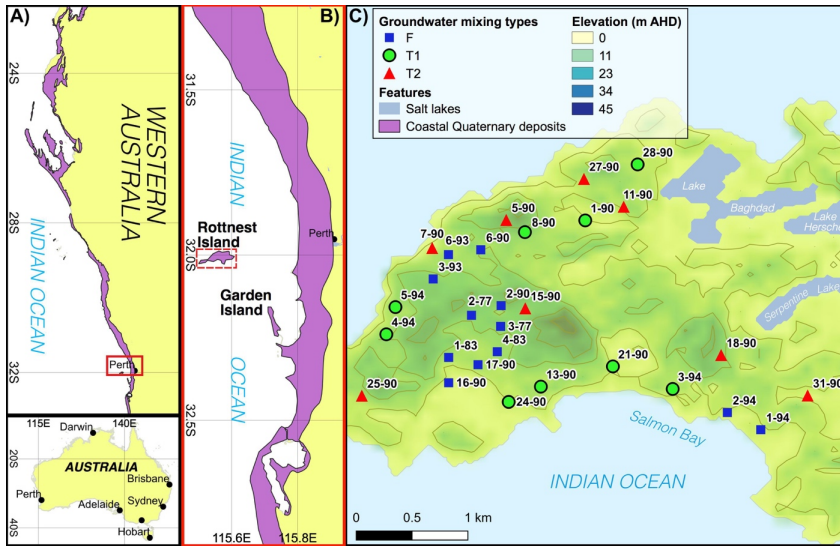 A)
24S
28S
32S
WESTERN
AUSTRALIA
INDIAN OCEAN
Perth
115E
140E
20S
40S
Darwin
AUSTRALIA
Brisbane
Perth
Adelaide
Sydney
Hobart
B)
31.5S
32.0S
32.5S
115.6E
115.8E
INDIAN
OCEAN
Rottnest
Island
Perth
Garden
Island
C)
Groundwater mixing types
F
T1
T2
Features
Salt lakes
Coastal Quaternary deposits
Elevation (m AHD)
0
11
23
34
45
28-90
27-90
Lake
Baghdad
Lake
Hersche
11-90
5-90
1-90
8-90
7-90
6-93
6-90
3-93
Serpentine Lake
5-94
2-90
15-90
2-77
4-94
3-77
4-83
1-83
18-90
17-90
21-90
16-90
13-90
3-94
25-90
24-90
31-90
2-94
1-94
Salmon Bay
INDIAN OCEAN
0
0.5
1 km